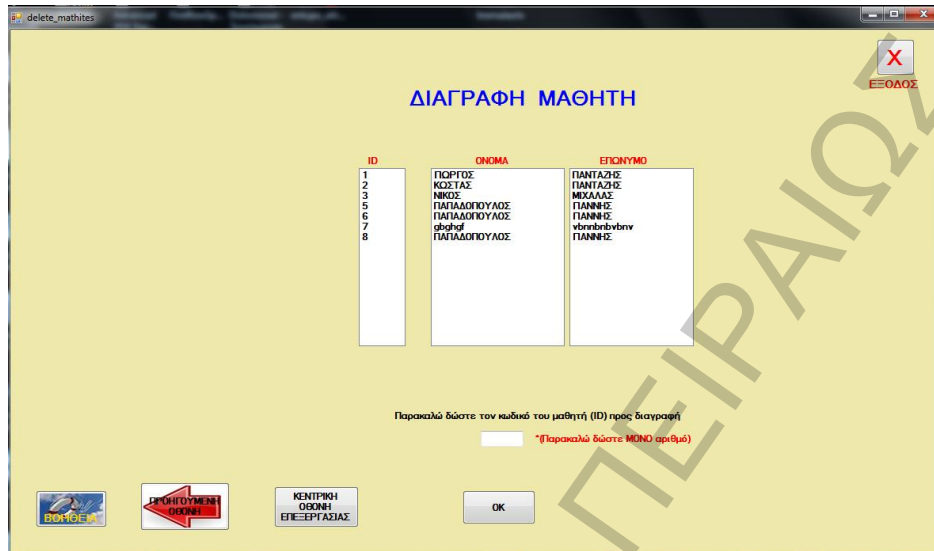 delete_mathites
X
ΕΞΟΔΟΣ
ΔΙΑΓΡΑΦΗ ΜΑΘΗΤΗ
ID ΟΝΟΜΑ ΕΠΩΝΥΜΟ
1 ΓΙΩΡΓΟΣ ΠΑΝΤΑΖΗΣ
2 ΚΩΣΤΑΣ ΠΑΝΤΑΖΗΣ
3 ΝΙΚΟΣ ΜΙΧΑΛΑΣ
5 ΠΑΠΑΔΟΠΟΥΛΟΣ ΓΙΑΝΝΗΣ
6 ΠΑΠΑΔΟΠΟΥΛΟΣ ΓΙΑΝΝΗΣ
7 gbghgf vbnnbnbvbnv
8 ΠΑΠΑΔΟΠΟΥΛΟΣ ΓΙΑΝΝΗΣ
Παρακαλώ δώστε τον κωδικό του μαθητή (ID) προς διαγραφή
*(Παρακαλώ δώστε ΜΟΝΟ αριθμό)
ΒΟΗΘΕΙΑ
ΠΡΟΗΓΟΥΜΕΝΗ
ΟΘΟΝΗ
ΚΕΝΤΡΙΚΗ
ΟΘΟΝΗ
ΕΠΕΞΕΡΓΑΣΙΑΣ
OK
ΠΕΙΡΑΙΩΣ